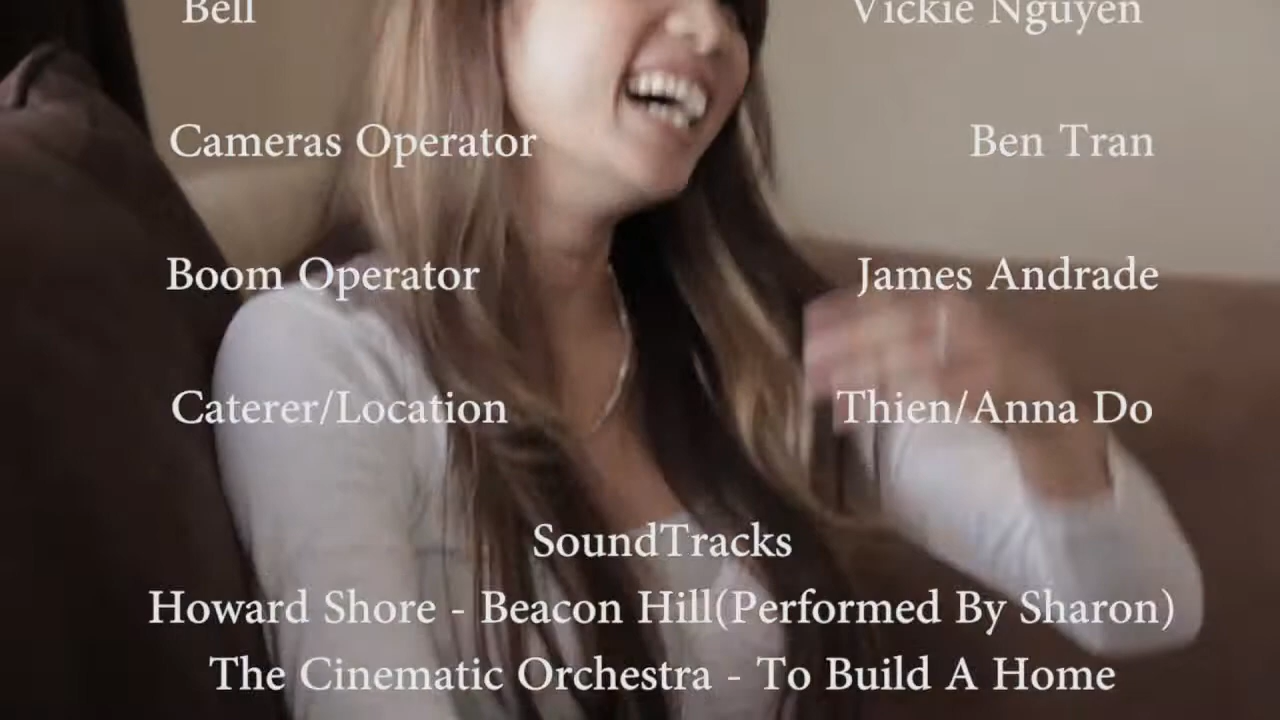 Bell Vickie Nguyen
Cameras Operator Ben Tran
Boom Operator James Andrade
Caterer/Location Thien/Anna Do
SoundTracks
Howard Shore - Beacon Hill(Performed By Sharon)
The Cinematic Orchestra - To Build A Home